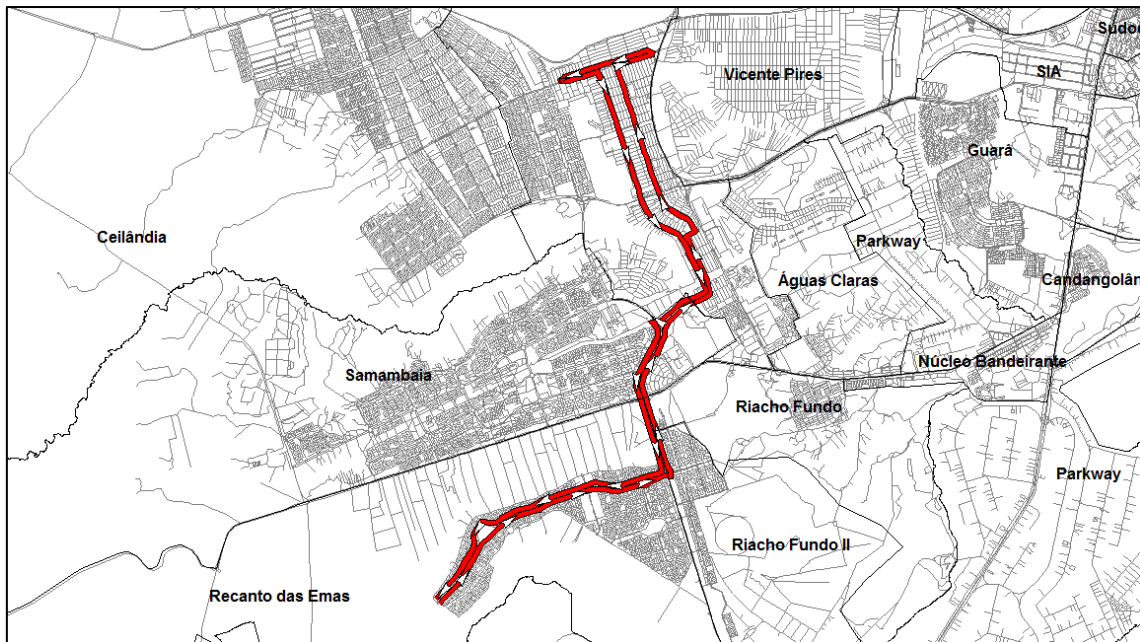 Sudoe
SIA
Vicente Pires
Guará
Ceilândia
Parkway
Águas Claras
Candangolân
Núcleo Bandeirante
Samambaia
Riacho Fundo
Parkway
Riacho Fundo II
Recanto das Emas